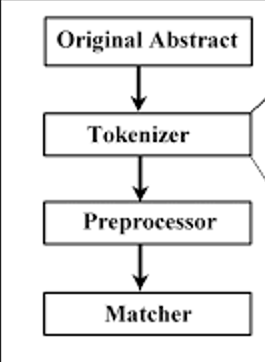 Original Abstract
Tokenizer
Preprocessor
Matcher